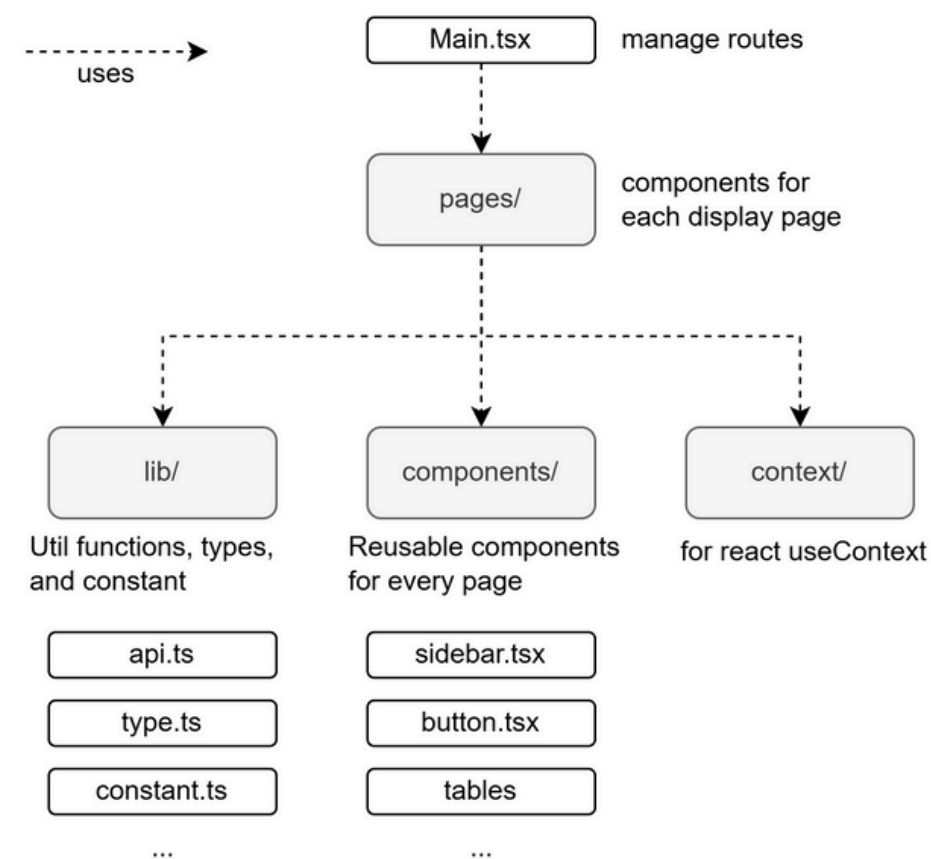 Main.tsx
manage routes
uses
pages/
components for
each display page
lib/
components/
context/
Util functions, types,
and constant
Reusable components
for every page
for react useContext
api.ts
sidebar.tsx
type.ts
button.tsx
constant.ts
tables
...
...